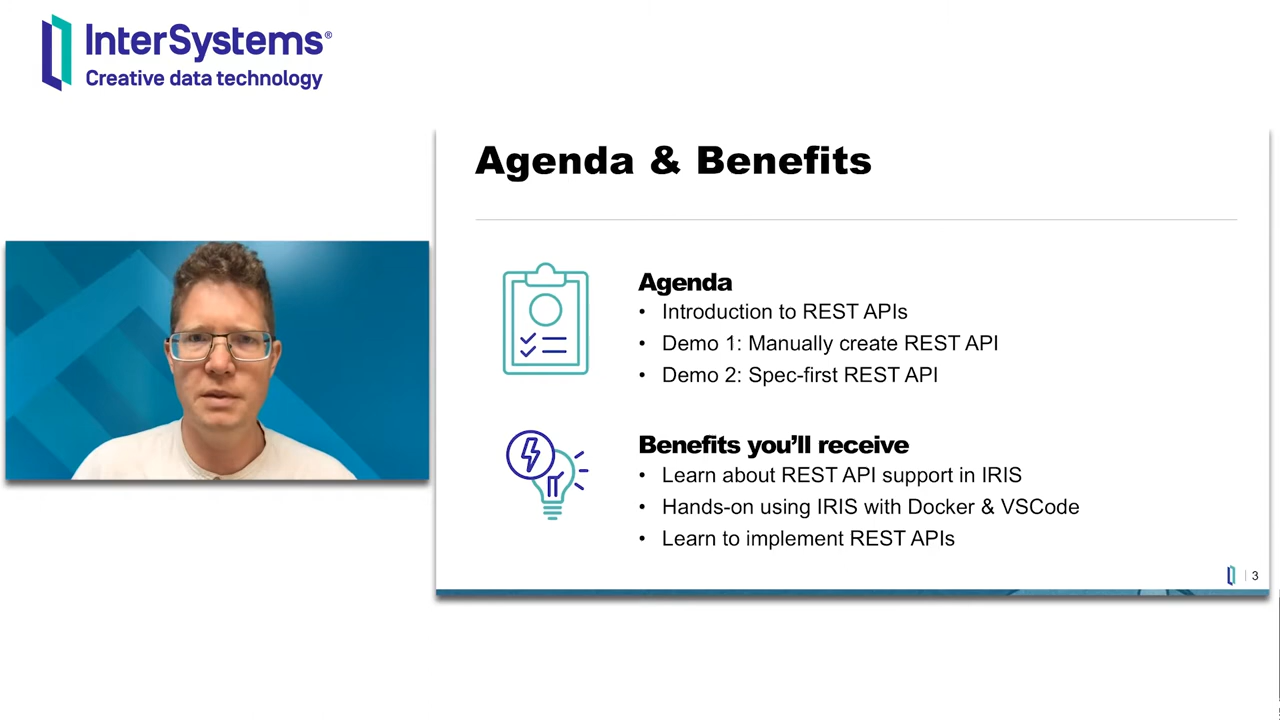 InterSystems®
Creative data technology
Agenda & Benefits
Agenda
• Introduction to REST APIs
• Demo 1: Manually create REST API
• Demo 2: Spec-first REST API
Benefits you’ll receive
• Learn about REST API support in IRIS
• Hands-on using IRIS with Docker & VSCode
• Learn to implement REST APIs
3